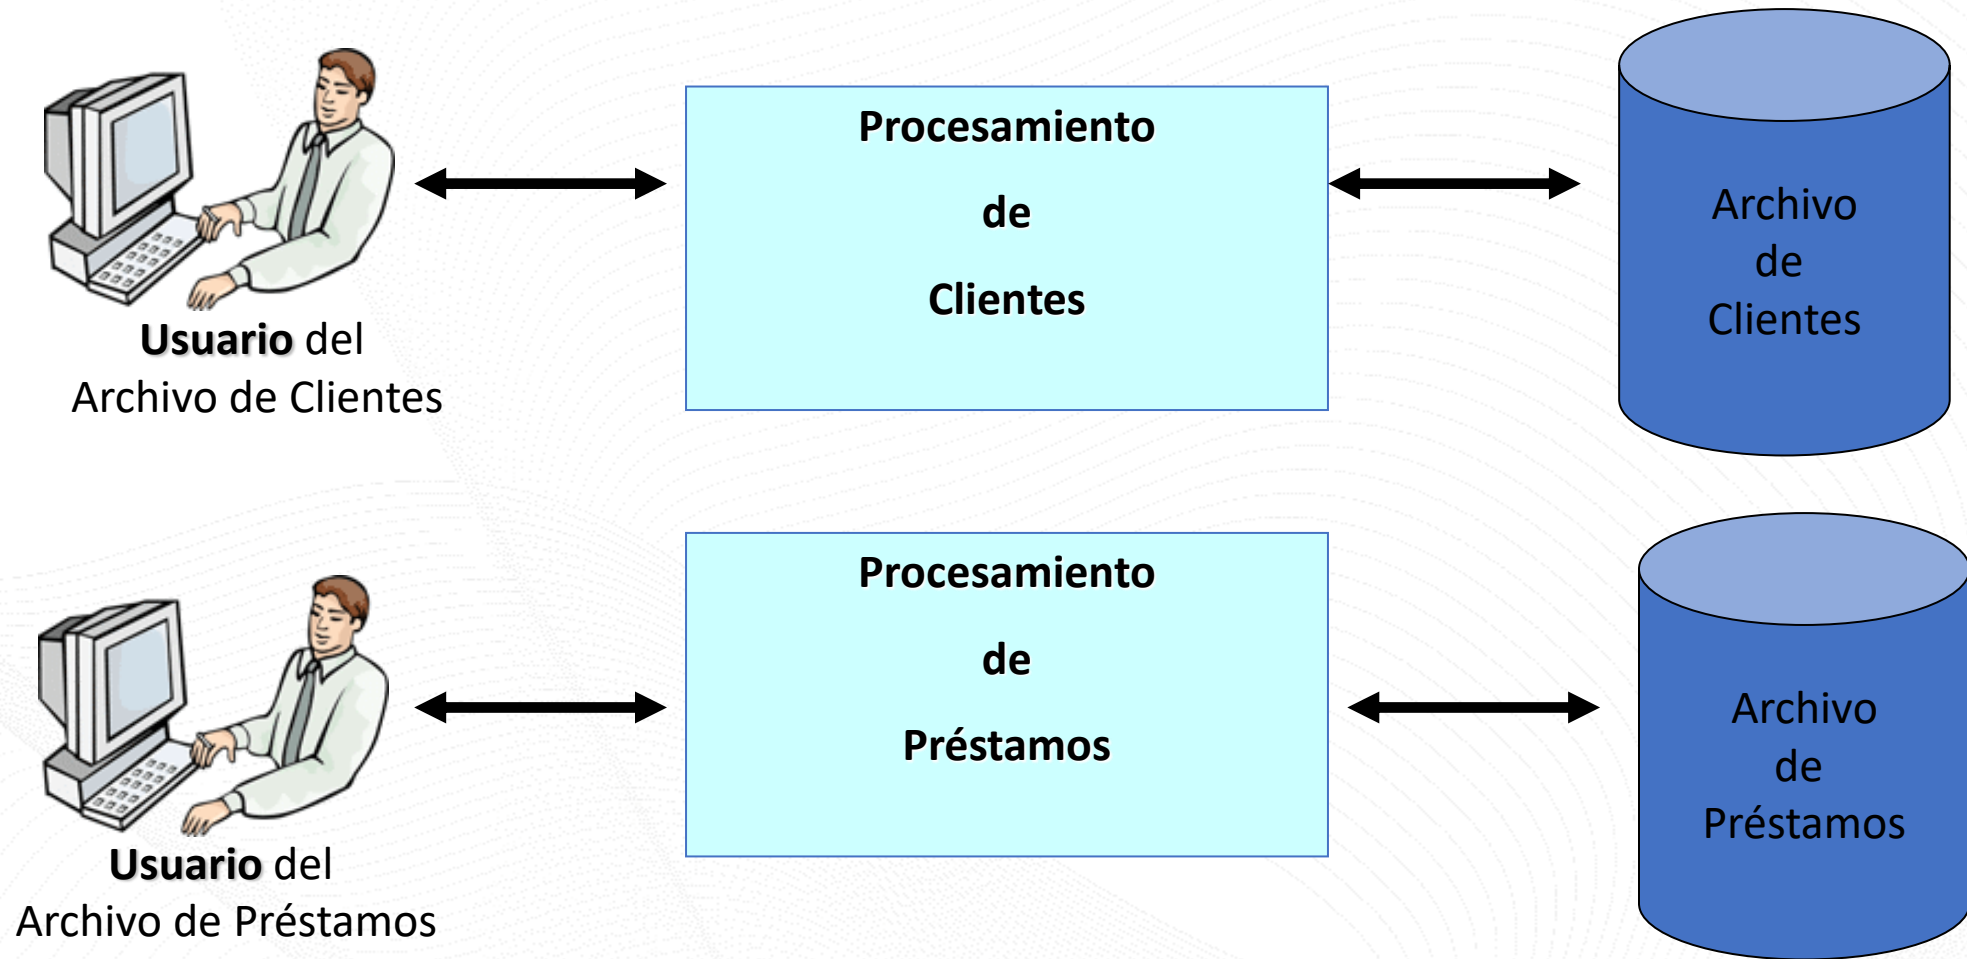 Procesamiento
de
Clientes
Archivo
de
Clientes
Usuario del
Archivo de Clientes
Procesamiento
de
Préstamos
Archivo
de
Préstamos
Usuario del
Archivo de Préstamos